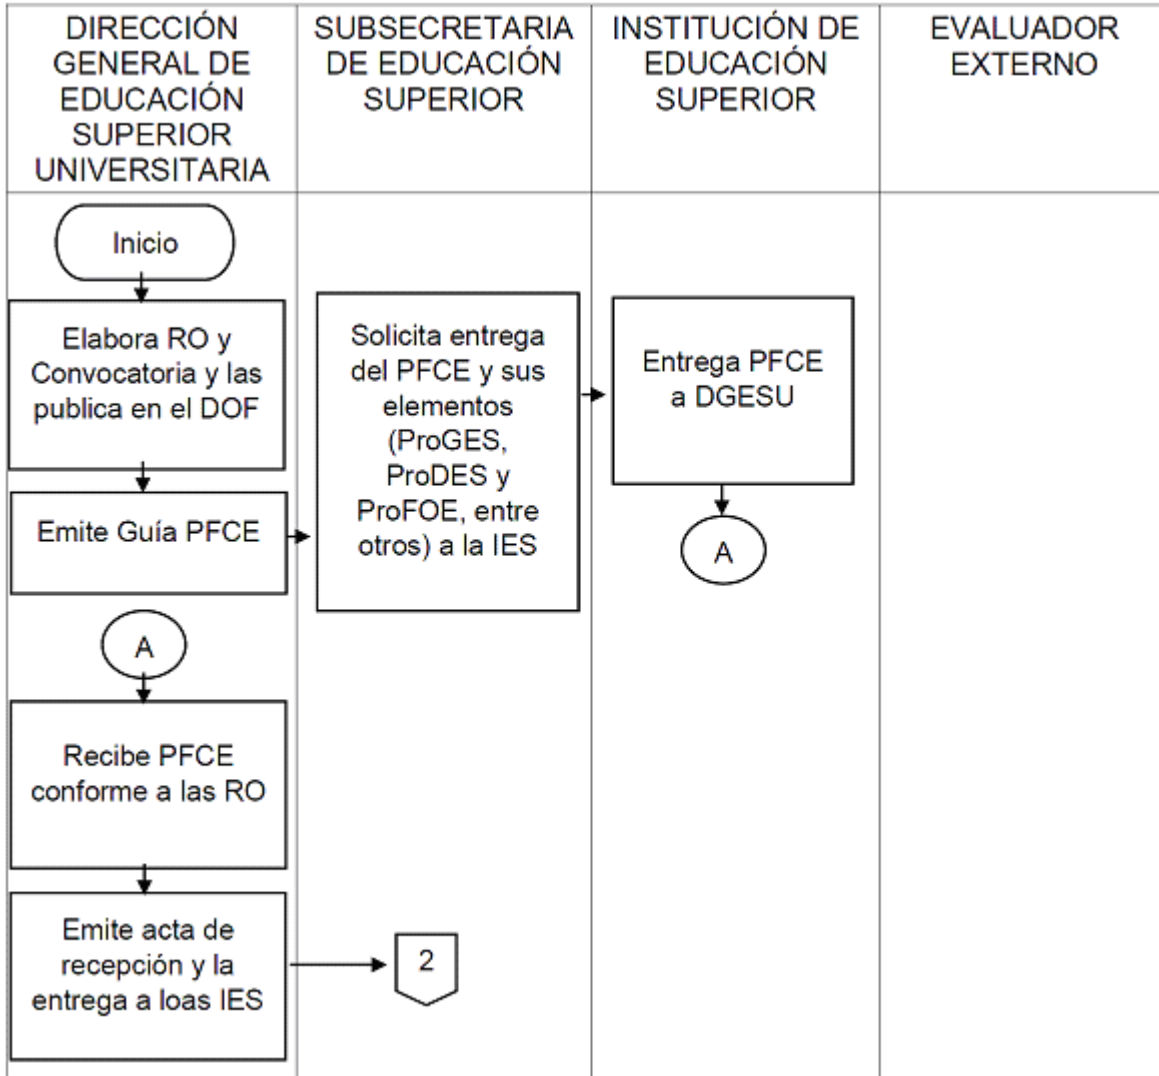 DIRECCIÓN
GENERAL DE
EDUCACIÓN
SUPERIOR
UNIVERSITARIA
SUBSECRETARIA
DE EDUCACIÓN
SUPERIOR
INSTITUCIÓN DE
EDUCACIÓN
SUPERIOR
EVALUADOR
EXTERNO
Inicio
Elabora RO y
Convocatoria y las
publica en el DOF
Emite Guía PFCE
Solicita entrega
del PFCE y sus
elementos
(ProGES,
ProDES y
ProFOE, entre
otros) a la IES
Entrega PFCE
a DGESU
A
A
Recibe PFCE
conforme a las RO
Emite acta de
recepción y la
entrega a loas IES
2